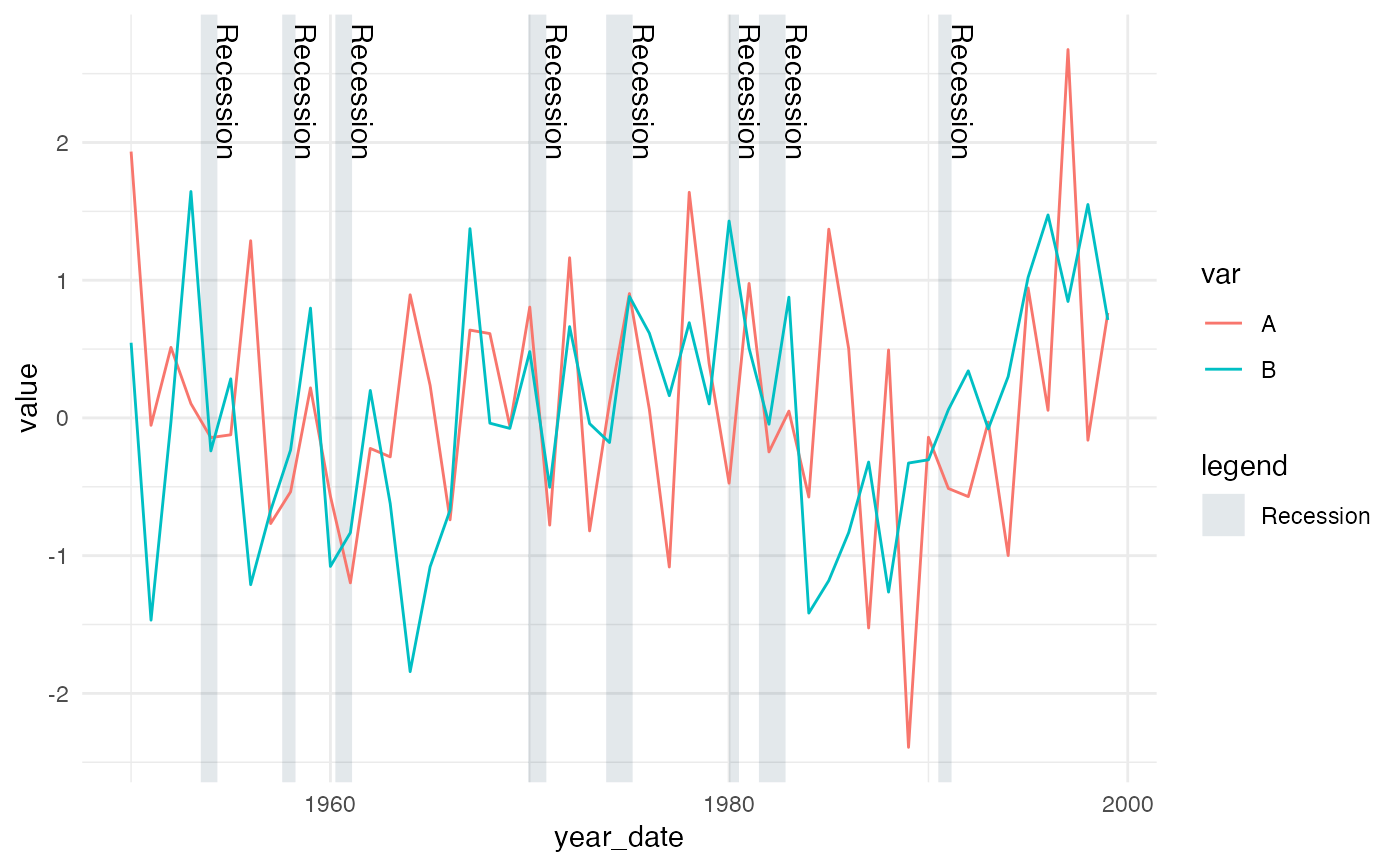 Recession
Recession
Recession
Recession
Recession
Recession
Recession
Recession
2
1
0
-1
-2
value
1960
1980
2000
year_date
var
A
B
legend
Recession